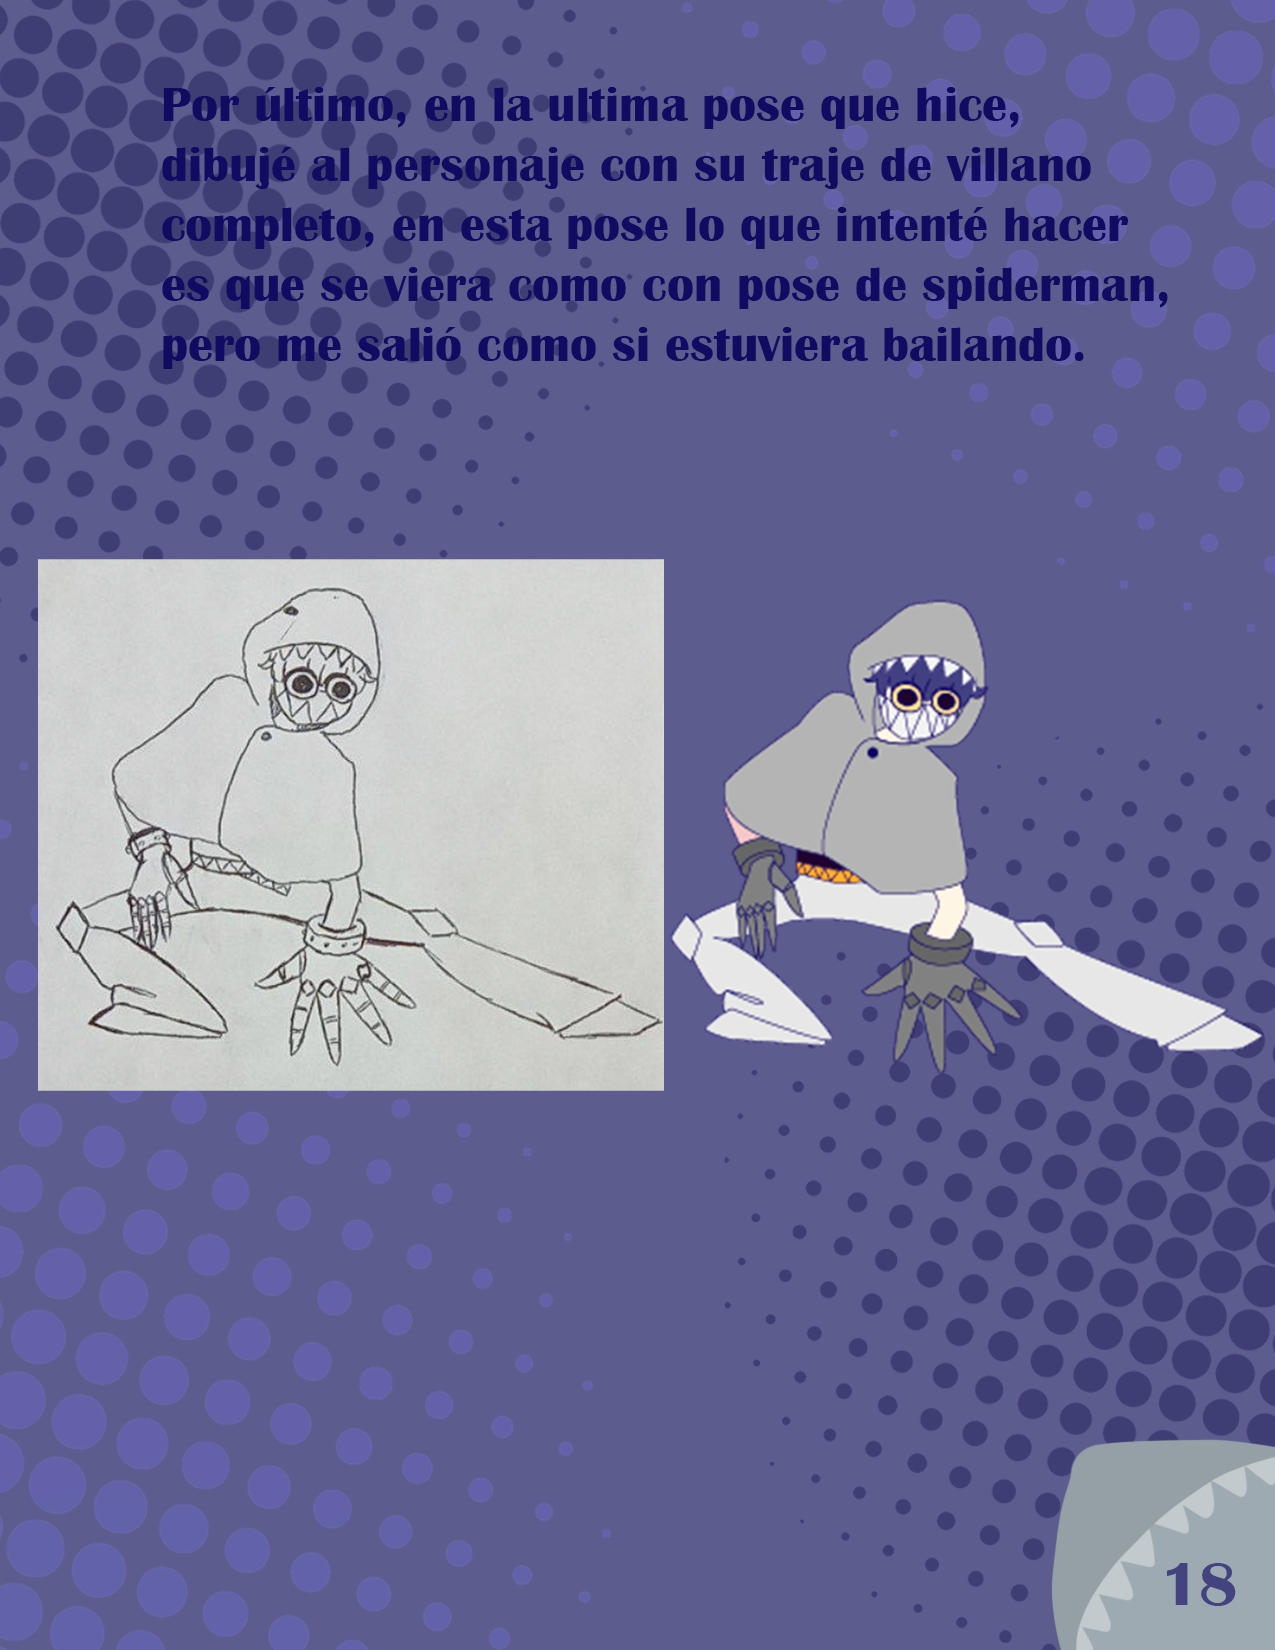 Por último, en la ultima pose que hice,
dibujé al personaje con su traje de villano
completo, en esta pose lo que intenté hacer
es que se viera como con pose de spiderman,
pero me salió como si estuviera bailando.
18